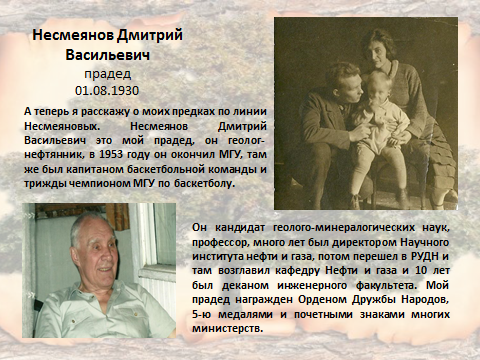 Несмеянов Дмитрий
Васильевич
прадед
01.08.1930
А теперь я расскажу о моих предках по линии
Несмеяновых. Несмеянов Дмитрий
Васильевич это мой прадед, он геолог-
нефтянник, в 1953 году он окончил МГУ, там
же был капитаном баскетбольной команды и
трижды чемпионом МГУ по баскетболу.
Он кандидат геолого-минералогических наук,
профессор, много лет был директором Научного
института нефти и газа, потом перешел в РУДН и
там возглавил кафедру Нефти и газа и 10 лет
был деканом инженерного факультета. Мой
прадед награжден Орденом Дружбы Народов,
5-ю медалями и почетными знаками многих
министерств.